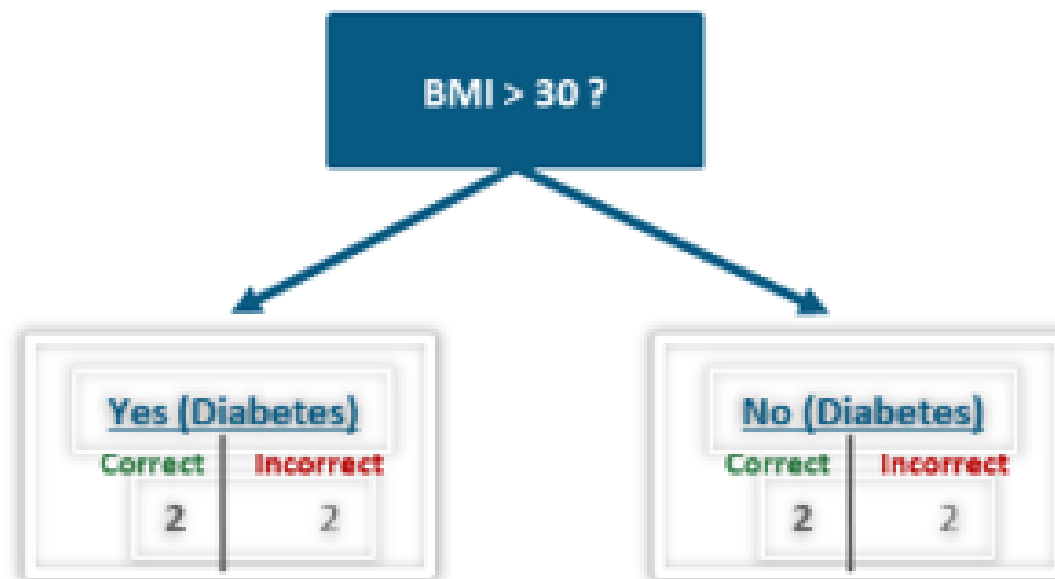 BMI > 30 ?
Yes (Diabetes)
Correct Incorrect
2 2
No (Diabetes)
Correct Incorrect
2 2